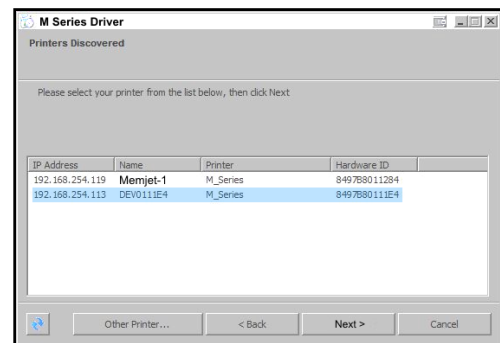 M Series Driver
Printers Discovered
Please select your printer from the list below, then click Next
IP Address Name Printer Hardware ID
192.168.254.119 Memjet-1 M_Series 8497B8011284
192.168.254.113 DEV0111E4 M_Series 8497B80111E4
Other Printer... < Back Next > Cancel